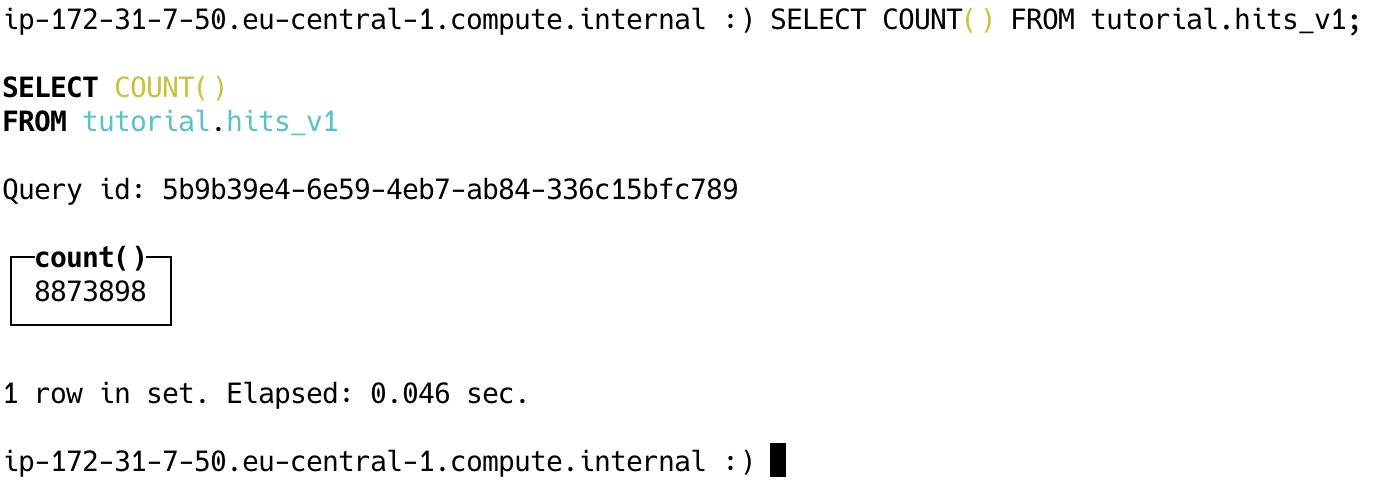 ip-172-31-7-50.eu-central-1.compute.internal :) SELECT COUNT() FROM tutorial.hits_v1;
SELECT COUNT()
FROM tutorial.hits_v1
Query id: 5b9b39e4-6e59-4eb7-ab84-336c15bfc789
count()
8873898
1 row in set. Elapsed: 0.046 sec.
ip-172-31-7-50.eu-central-1.compute.internal :)